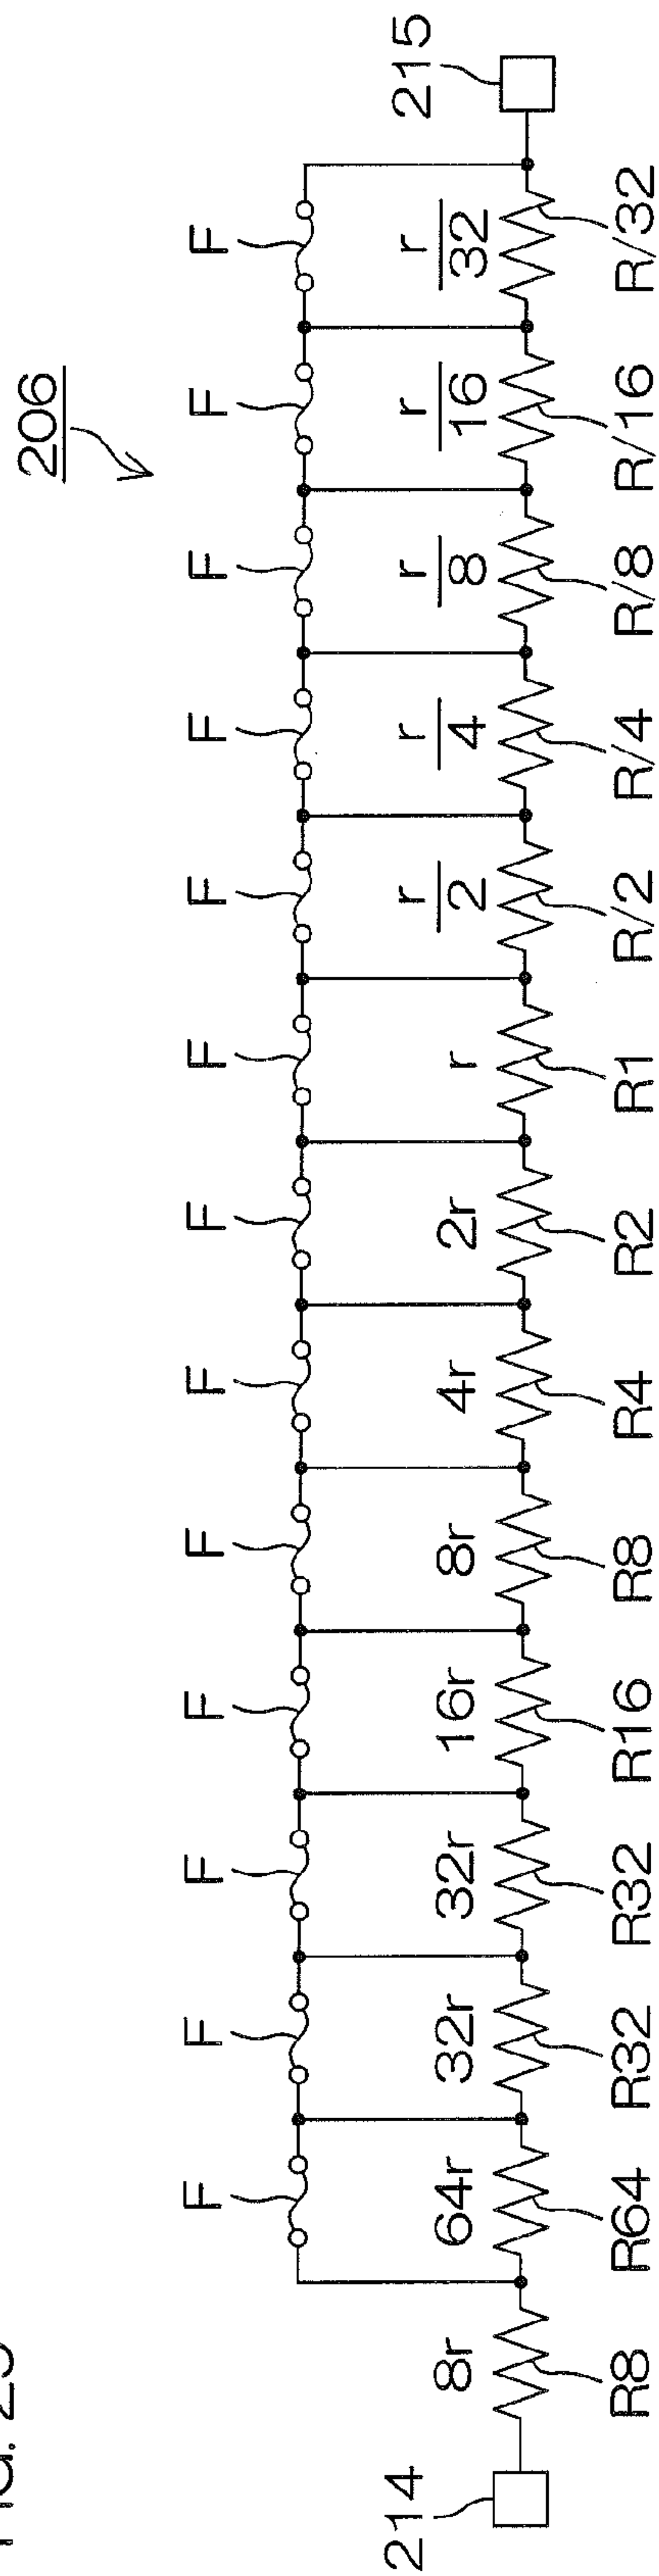 206
F F F F F F F F F F F F F
214 8r 64r 32r 32r 16r 8r 4r 2r r r/2 r/4 r/8 r/16 r/32 215
R8 R64 R32 R32 R16 R8 R4 R2 R1 R/2 R/4 R/8 R/16 R/32